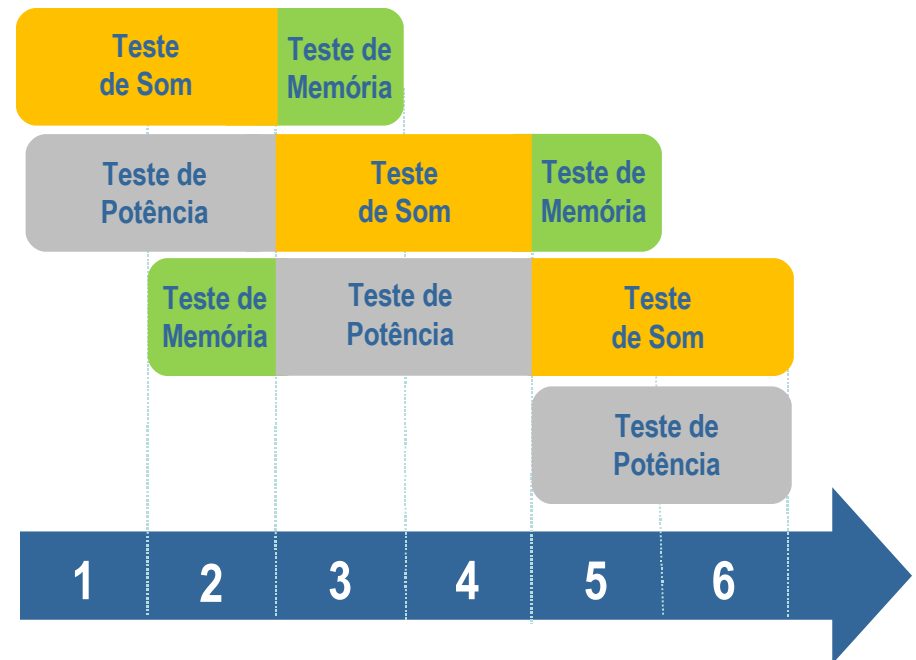 Teste
de Som
Teste de
Memória
Teste de
Potência
Teste
de Som
Teste de
Memória
Teste de
Memória
Teste de
Potência
Teste
de Som
Teste de
Potência
1 2 3 4 5 6